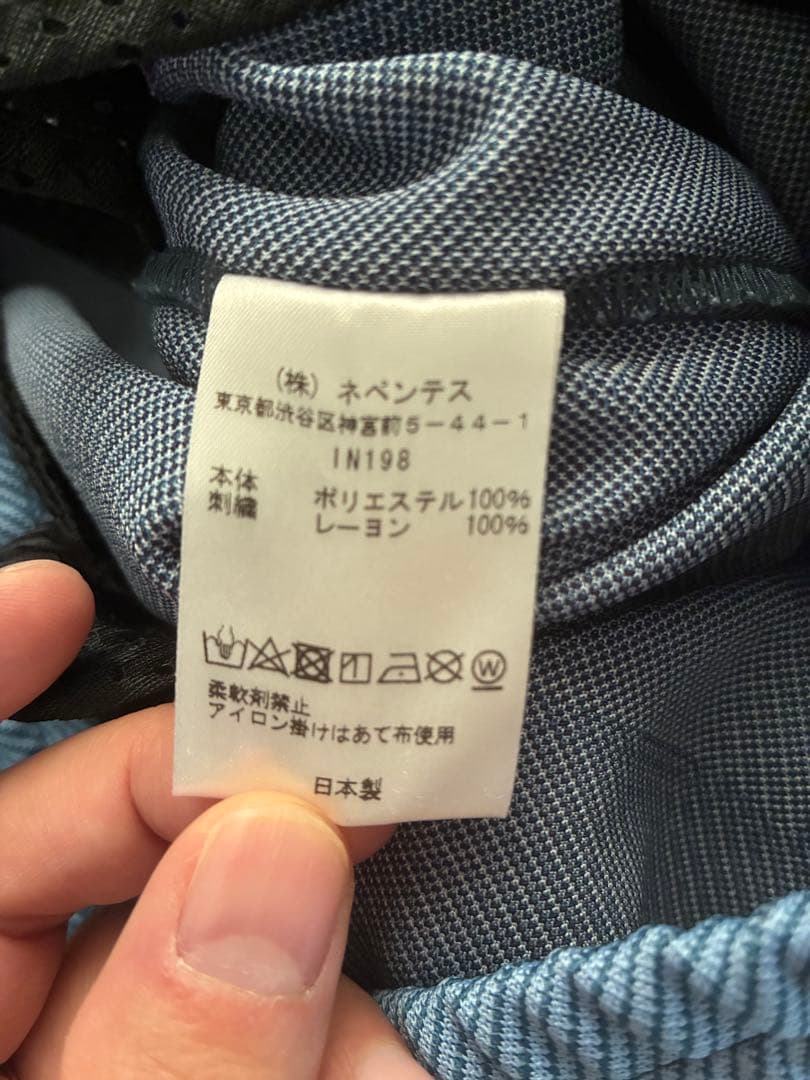 (株) ネペンテス
東京都渋谷区神宮前5-44-1
IN198
本体 ポリエステル100%
刺繍 レーヨン 100%
W
柔軟剤禁止
アイロン掛けはあて布使用
日本製